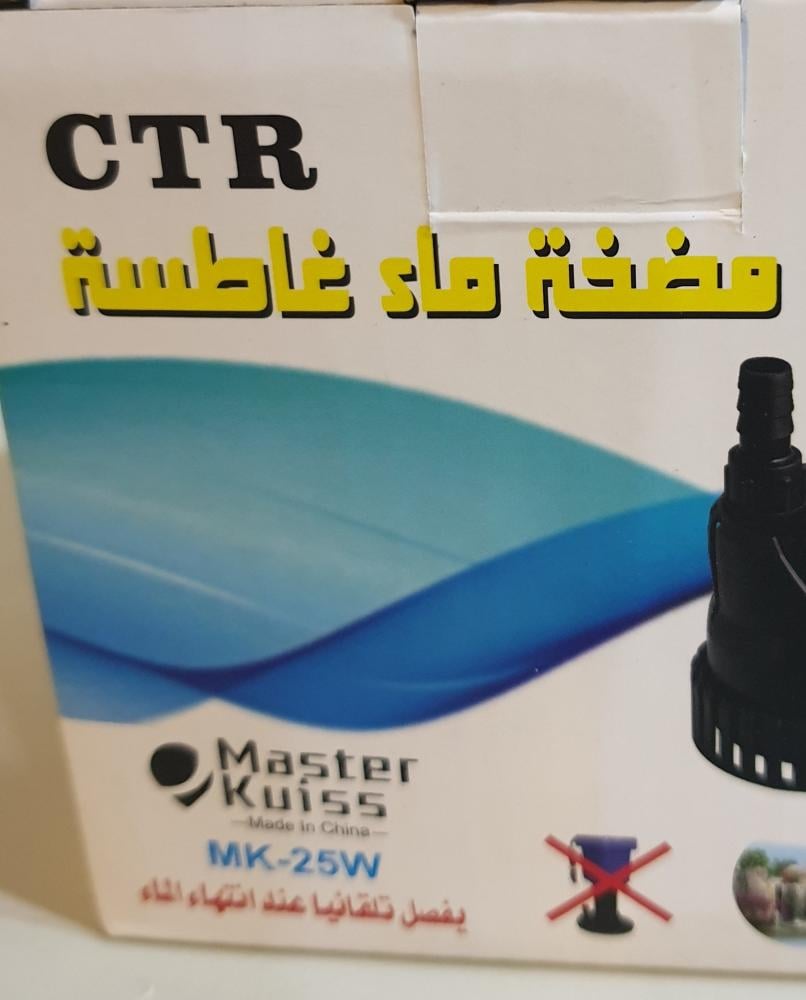 CTR
مضخة ماء غاطسة
Master
Kuiss
Made In China
MK-25W
يفصل تلقائيا عند انتهاء الماء